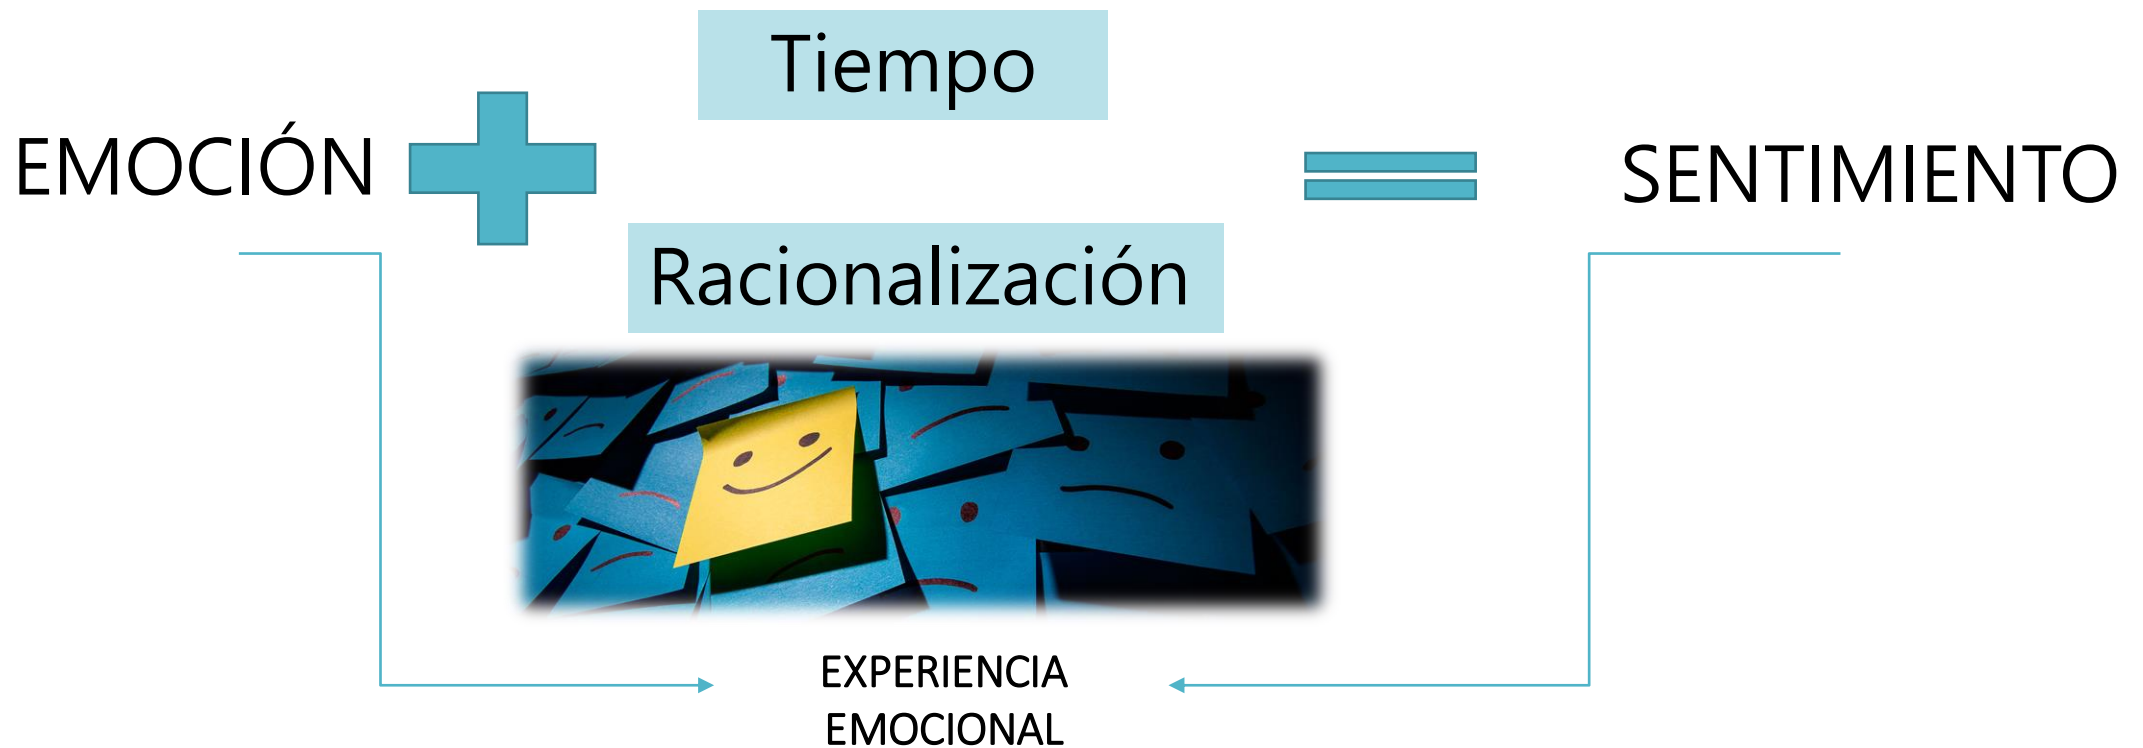 Tiempo
EMOCIÓN
SENTIMIENTO
Racionalización
EXPERIENCIA
EMOCIONAL